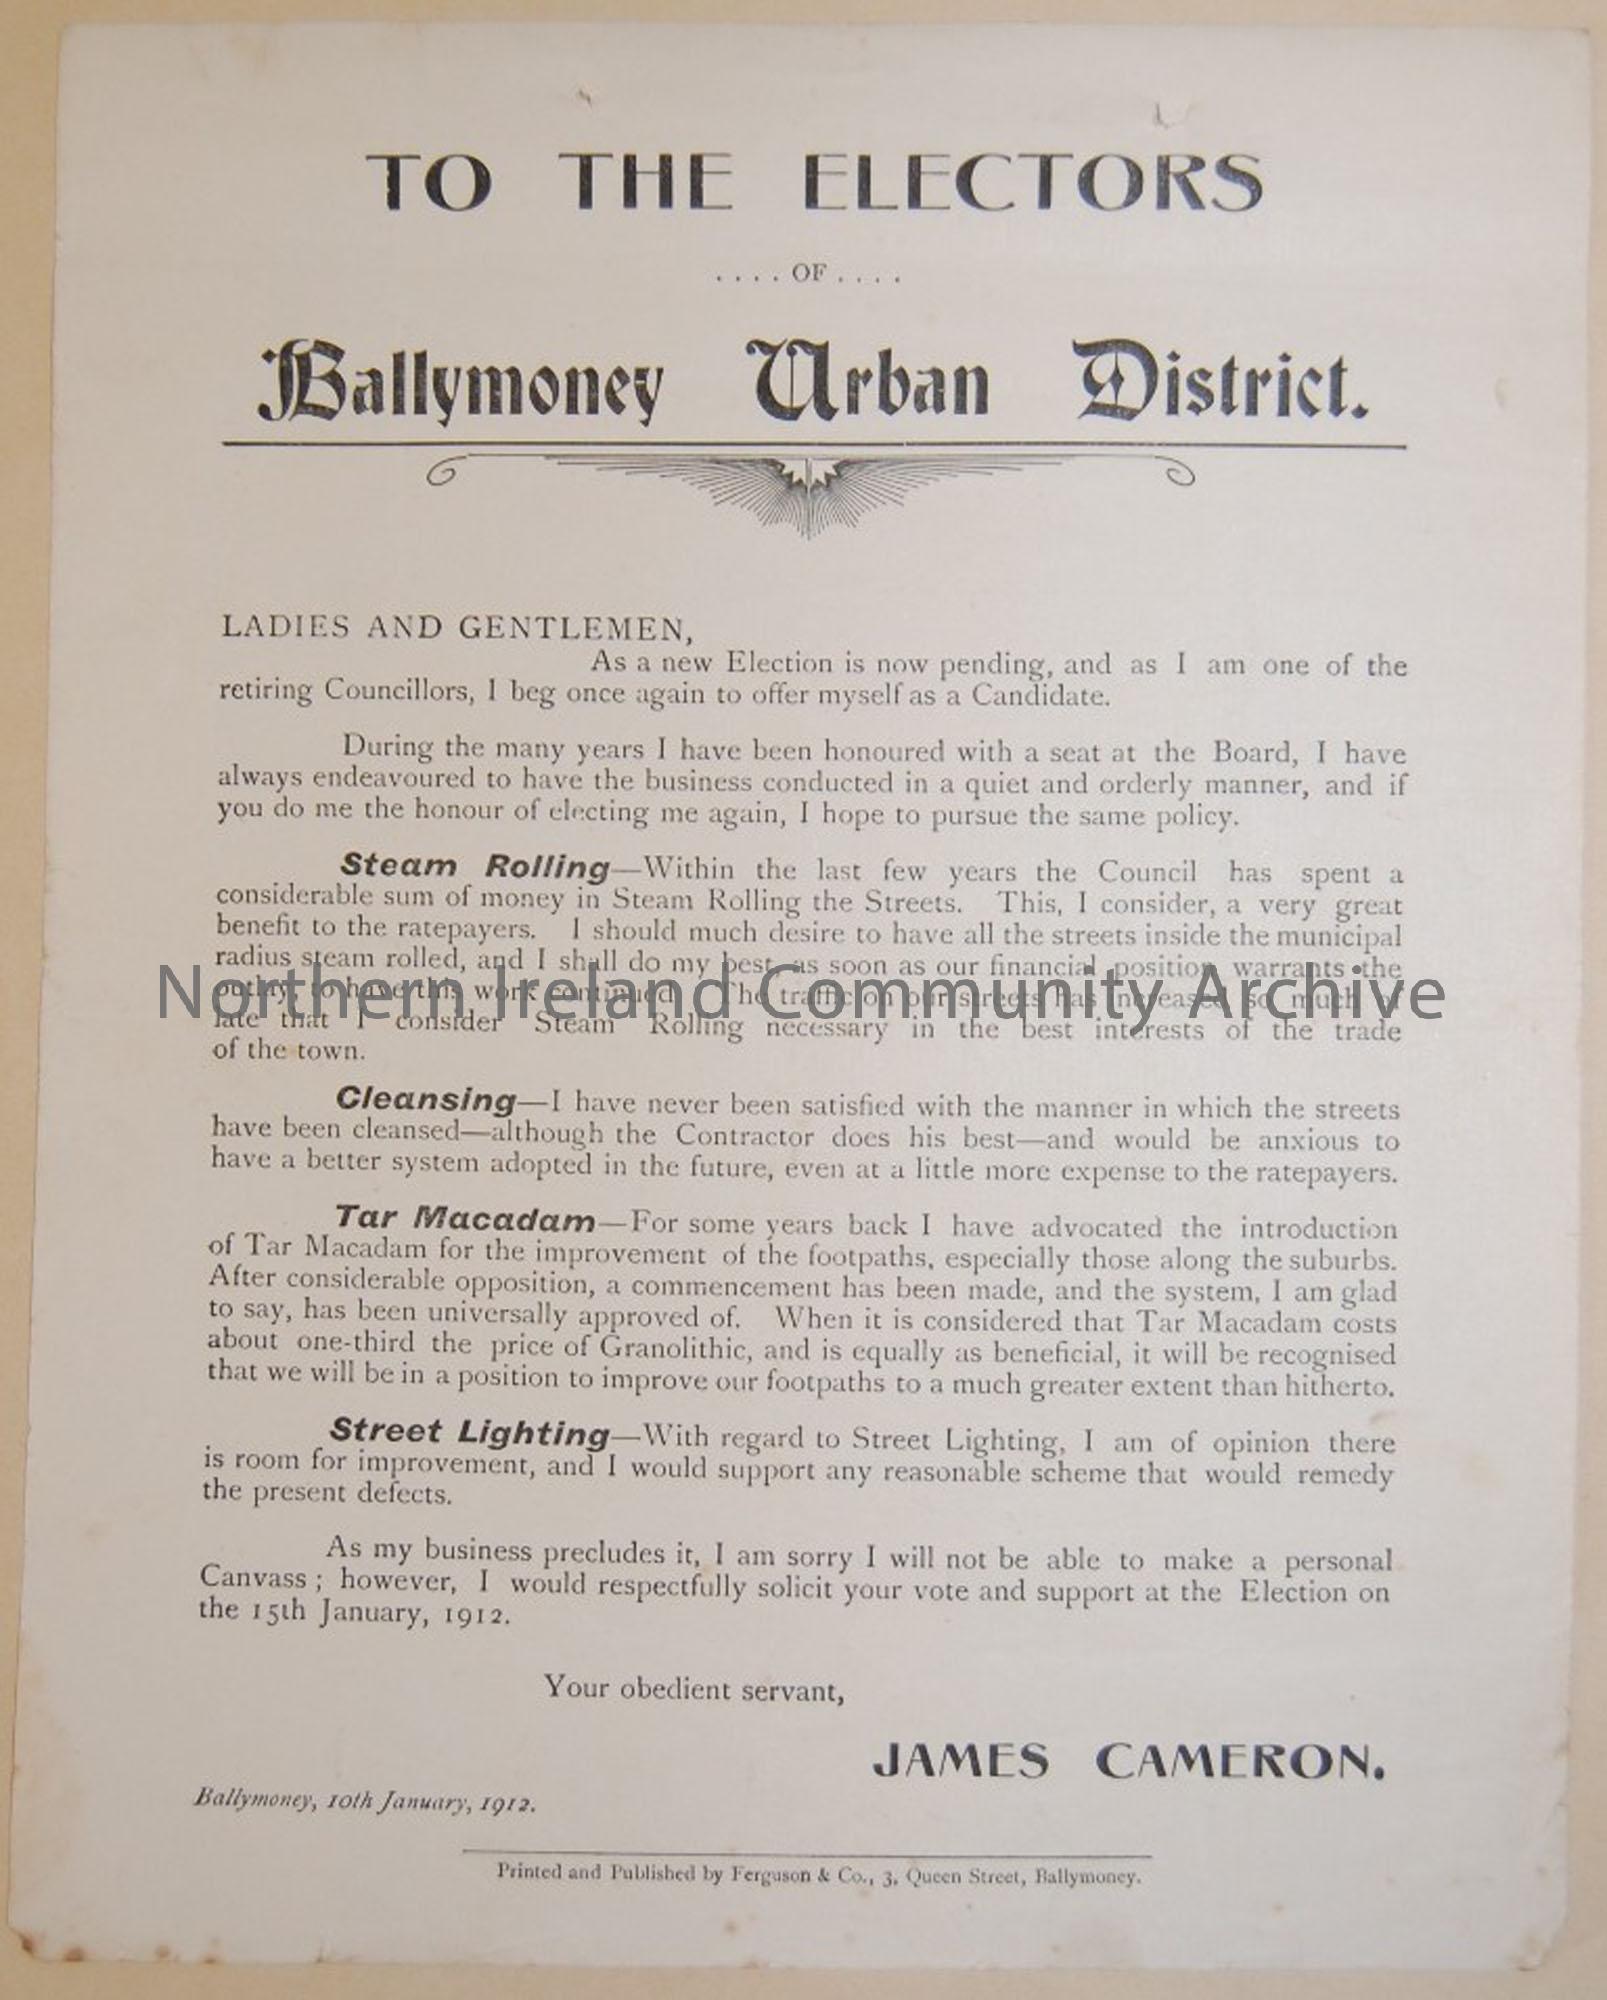 TO THE ELECTORS
.... OF ....
Ballymoney Urban District.
LADIES AND GENTLEMEN,
As a new Election is now pending, and as I am one of the
retiring Councillors, I beg once again to offer myself as a Candidate.
During the many years I have been honoured with a seat at the Board, I have
always endeavoured to have the business conducted in a quiet and orderly manner, and if
you do me the honour of electing me again, I hope to pursue the same policy.
Steam Rolling—Within the last few years the Council has spent a
considerable sum of money in Steam Rolling the Streets. This, I consider, a very great
benefit to the ratepayers. I should much desire to have all the streets inside the municipal
radius steam rolled, and I shall do my best, as soon as our financial position warrants the
outlay, to have this work continued. The traffic on our streets has increased so much of
Northern Ireland Community Archive
late that I consider Steam Rolling necessary in the best interests of the trade
of the town.
Cleansing—I have never been satisfied with the manner in which the streets
have been cleansed—although the Contractor does his best—and would be anxious to
have a better system adopted in the future, even at a little more expense to the ratepayers.
Tar Macadam—For some years back I have advocated the introduction
of Tar Macadam for the improvement of the footpaths, especially those along the suburbs.
After considerable opposition, a commencement has been made, and the system, I am glad
to say, has been universally approved of. When it is considered that Tar Macadam costs
about one-third the price of Granolithic, and is equally as beneficial, it will be recognised
that we will be in a position to improve our footpaths to a much greater extent than hitherto.
Street Lighting—With regard to Street Lighting, I am of opinion there
is room for improvement, and I would support any reasonable scheme that would remedy
the present defects.
As my business precludes it, I am sorry I will not be able to make a personal
Canvass ; however, I would respectfully solicit your vote and support at the Election on
the 15th January, 1912.
Your obedient servant,
JAMES CAMERON.
Ballymoney, 10th January, 1912.
Printed and Published by Ferguson & Co., 3, Queen Street, Ballymoney.